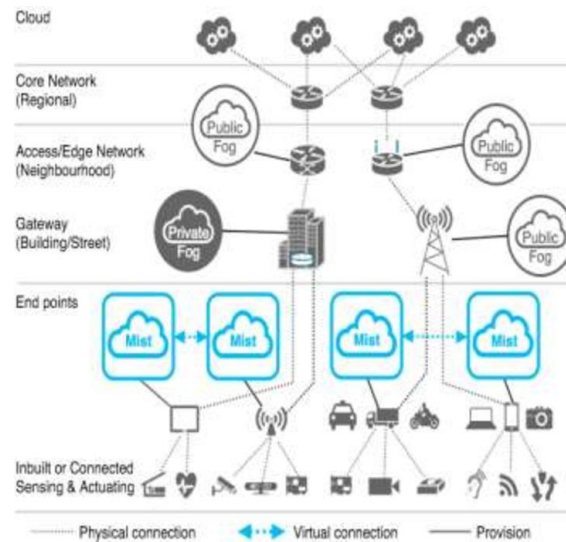 Cloud
Core Network
(Regional)
Public
Fog
Access/Edge Network
(Neighbourhood)
Public
Fog
Gateway
(Building/Street)
Private
Fog
Public
Fog
End points
Mist
Mist
Mist
Mist
Inbuilt or Connected
Sensing & Actuating
Physical connection
Virtual connection
Provision